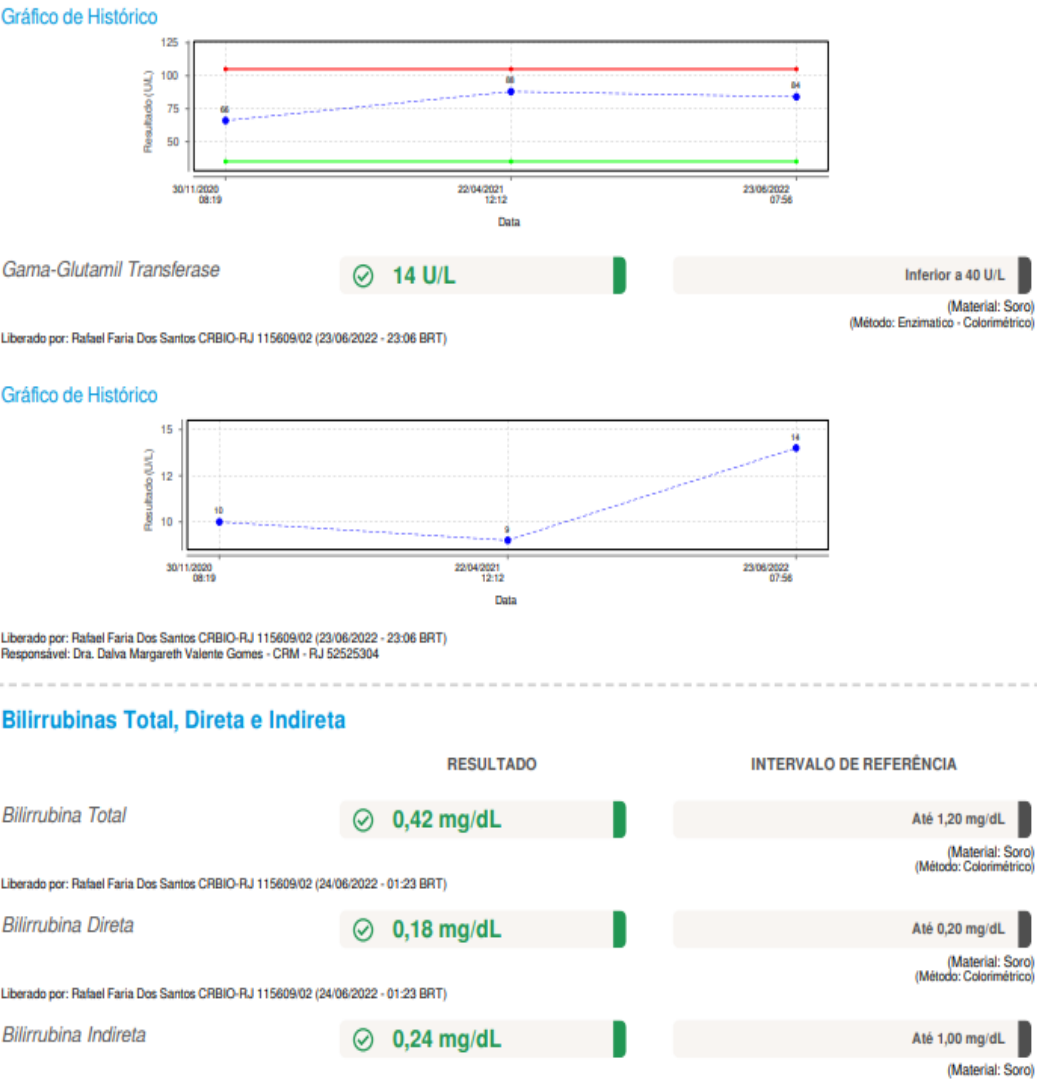 Gráfico de Histórico
125
100
75
50
Resultado (U/L)
66
88
84
30/11/2020 08:19
22/04/2021 12:12
23/06/2022 07:56
Data
Gama-Glutamil Transferase
14 U/L
Inferior a 40 U/L
(Material: Soro)
(Método: Enzimatico - Colorimétrico)
Liberado por: Rafael Faria Dos Santos CRBIO-RJ 115609/02 (23/06/2022 - 23:06 BRT)
Gráfico de Histórico
15
12
10
Resultado (U/L)
10
9
14
30/11/2020 08:19
22/04/2021 12:12
23/06/2022 07:56
Data
Liberado por: Rafael Faria Dos Santos CRBIO-RJ 115609/02 (23/06/2022 - 23:06 BRT)
Responsável: Dra. Dalva Margareth Valente Gomes - CRM - RJ 52525304
Bilirrubinas Total, Direta e Indireta
RESULTADO
INTERVALO DE REFERÊNCIA
Bilirrubina Total
0,42 mg/dL
Até 1,20 mg/dL
(Material: Soro)
(Método: Colorimétrico)
Liberado por: Rafael Faria Dos Santos CRBIO-RJ 115609/02 (24/06/2022 - 01:23 BRT)
Bilirrubina Direta
0,18 mg/dL
Até 0,20 mg/dL
(Material: Soro)
(Método: Colorimétrico)
Liberado por: Rafael Faria Dos Santos CRBIO-RJ 115609/02 (24/06/2022 - 01:23 BRT)
Bilirrubina Indireta
0,24 mg/dL
Até 1,00 mg/dL
(Material: Soro)